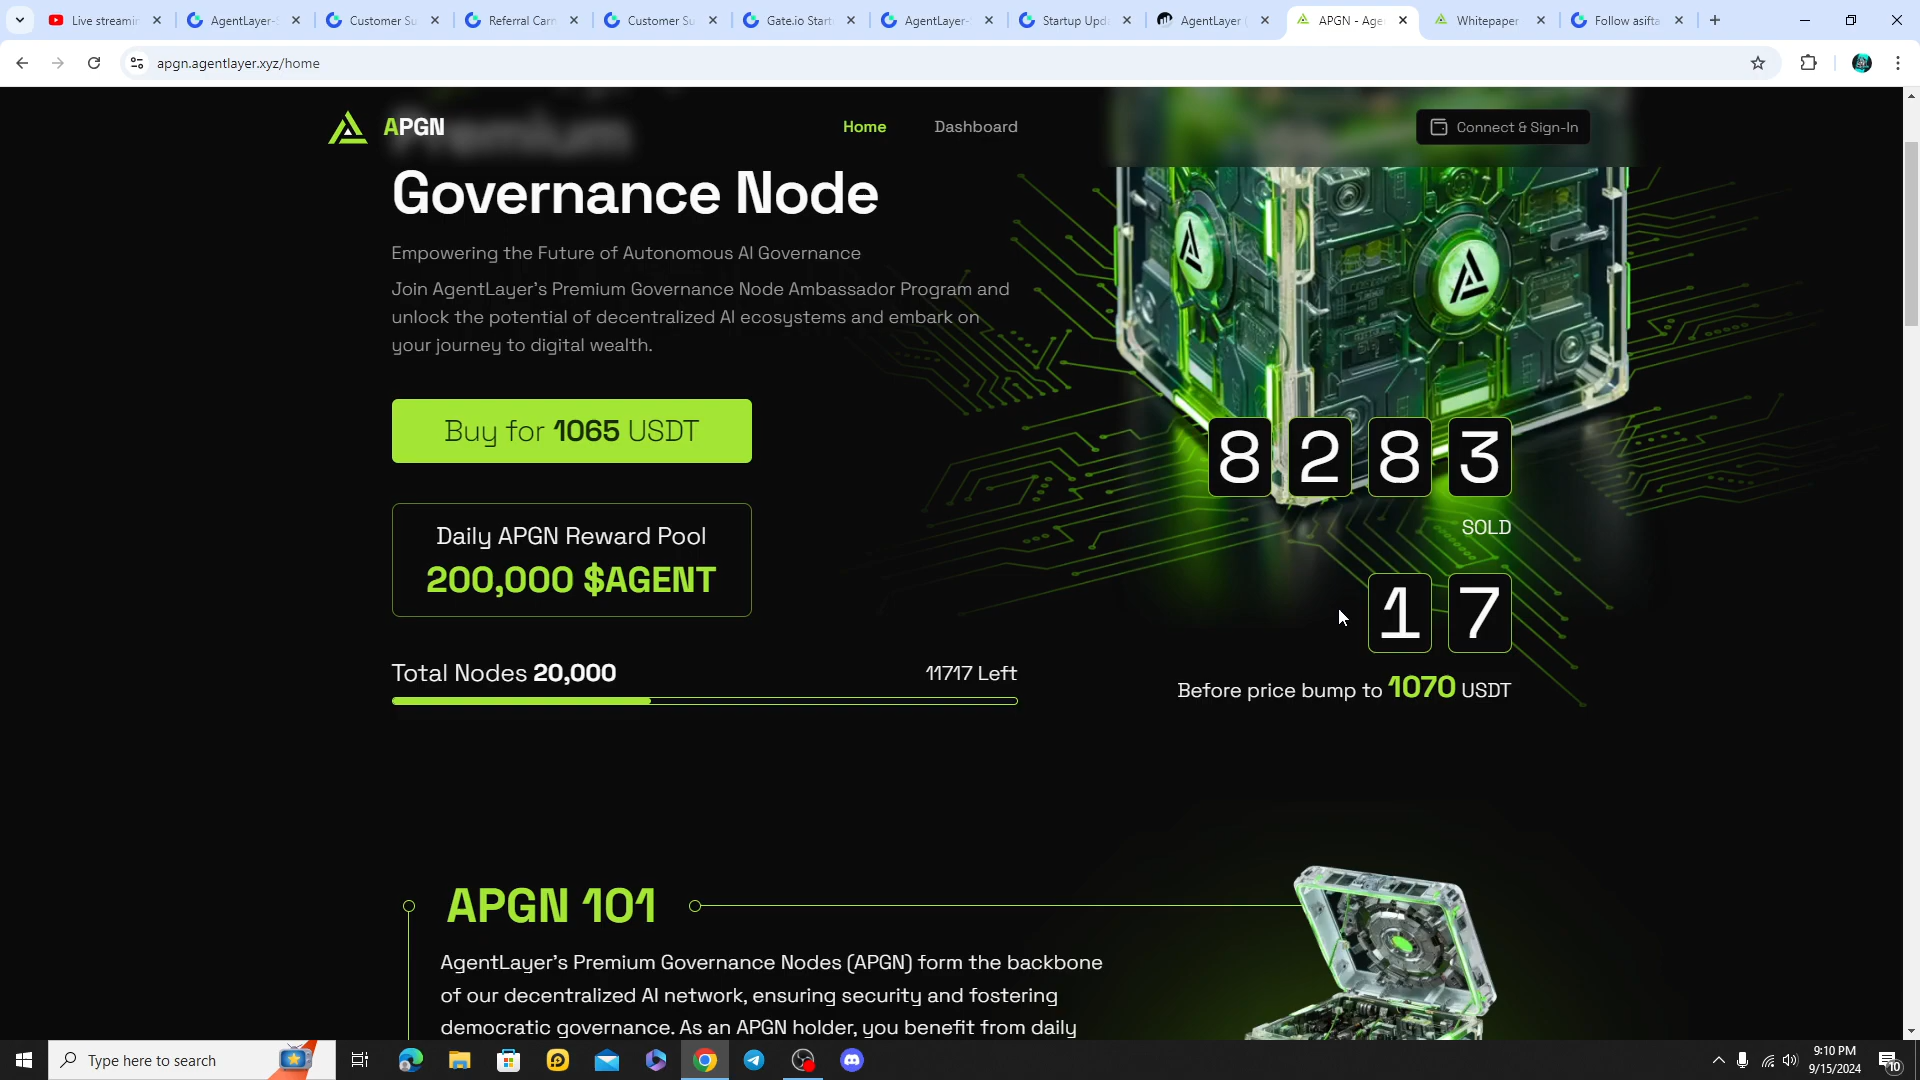 Live streamin
AgentLayer-S
Customer Su
Referral Carn
Customer Su
Gate.io Start
AgentLayer-
Startup Upda
AgentLayer (
APGN - Age
Whitepaper
Follow asifta
apgn.agentlayer.xyz/home
APGN
Home
Dashboard
Connect & Sign-In
Premium
Governance Node
Empowering the Future of Autonomous AI Governance
Join AgentLayer's Premium Governance Node Ambassador Program and
unlock the potential of decentralized AI ecosystems and embark on
your journey to digital wealth.
Buy for 1065 USDT
Daily APGN Reward Pool
200,000 $AGENT
Total Nodes 20,000
11717 Left
8 2 8 3
SOLD
1 7
Before price bump to 1070 USDT
APGN 101
AgentLayer's Premium Governance Nodes (APGN) form the backbone
of our decentralized AI network, ensuring security and fostering
democratic governance. As an APGN holder, you benefit from daily
Type here to search
9:10 PM
9/15/2024
10